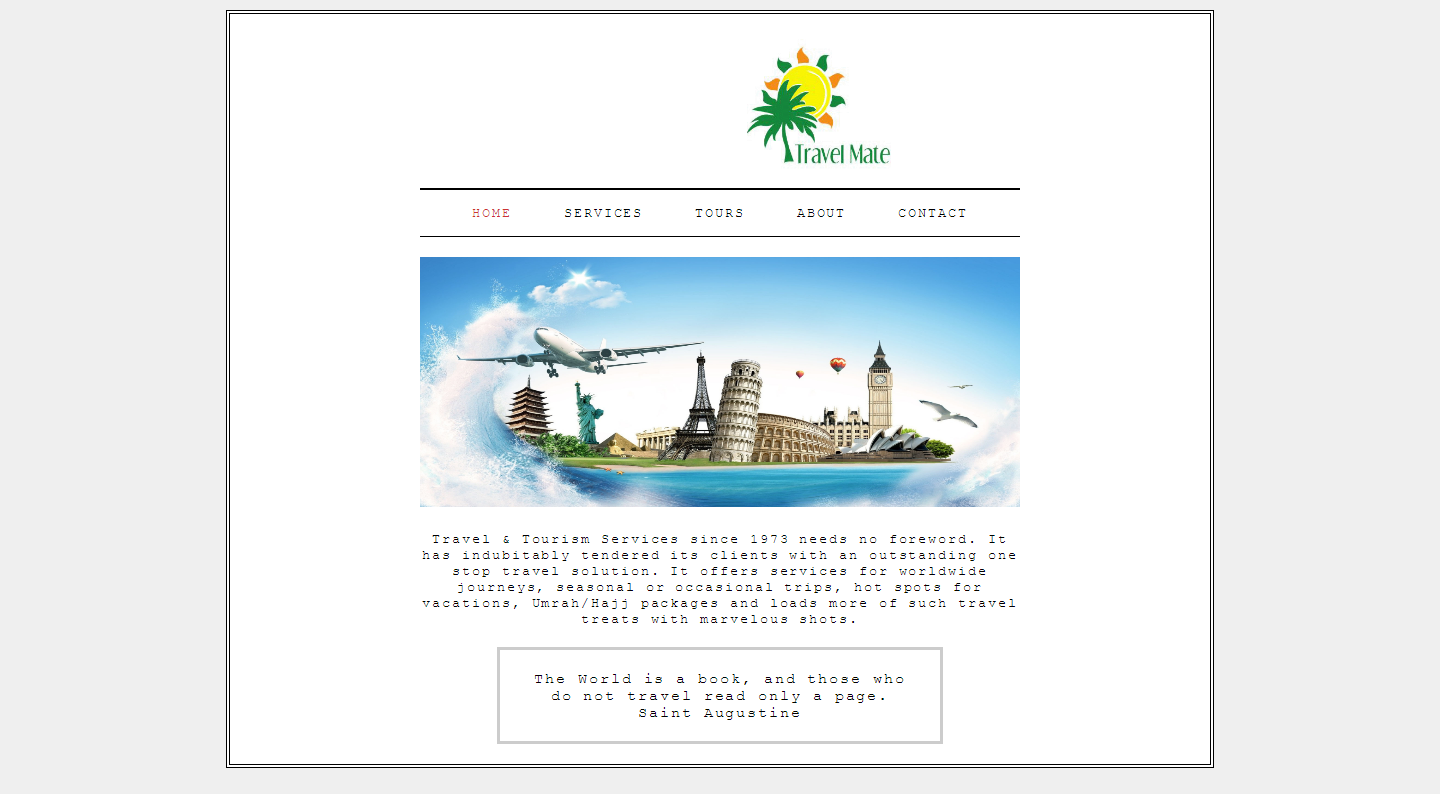 Travel Mate
HOME SERVICES TOURS ABOUT CONTACT
Travel & Tourism Services since 1973 needs no foreword. It
has indubitably tendered its clients with an outstanding one
stop travel solution. It offers services for worldwide
journeys, seasonal or occasional trips, hot spots for
vacations, Umrah/Hajj packages and loads more of such travel
treats with marvelous shots.
The World is a book, and those who
do not travel read only a page.
Saint Augustine